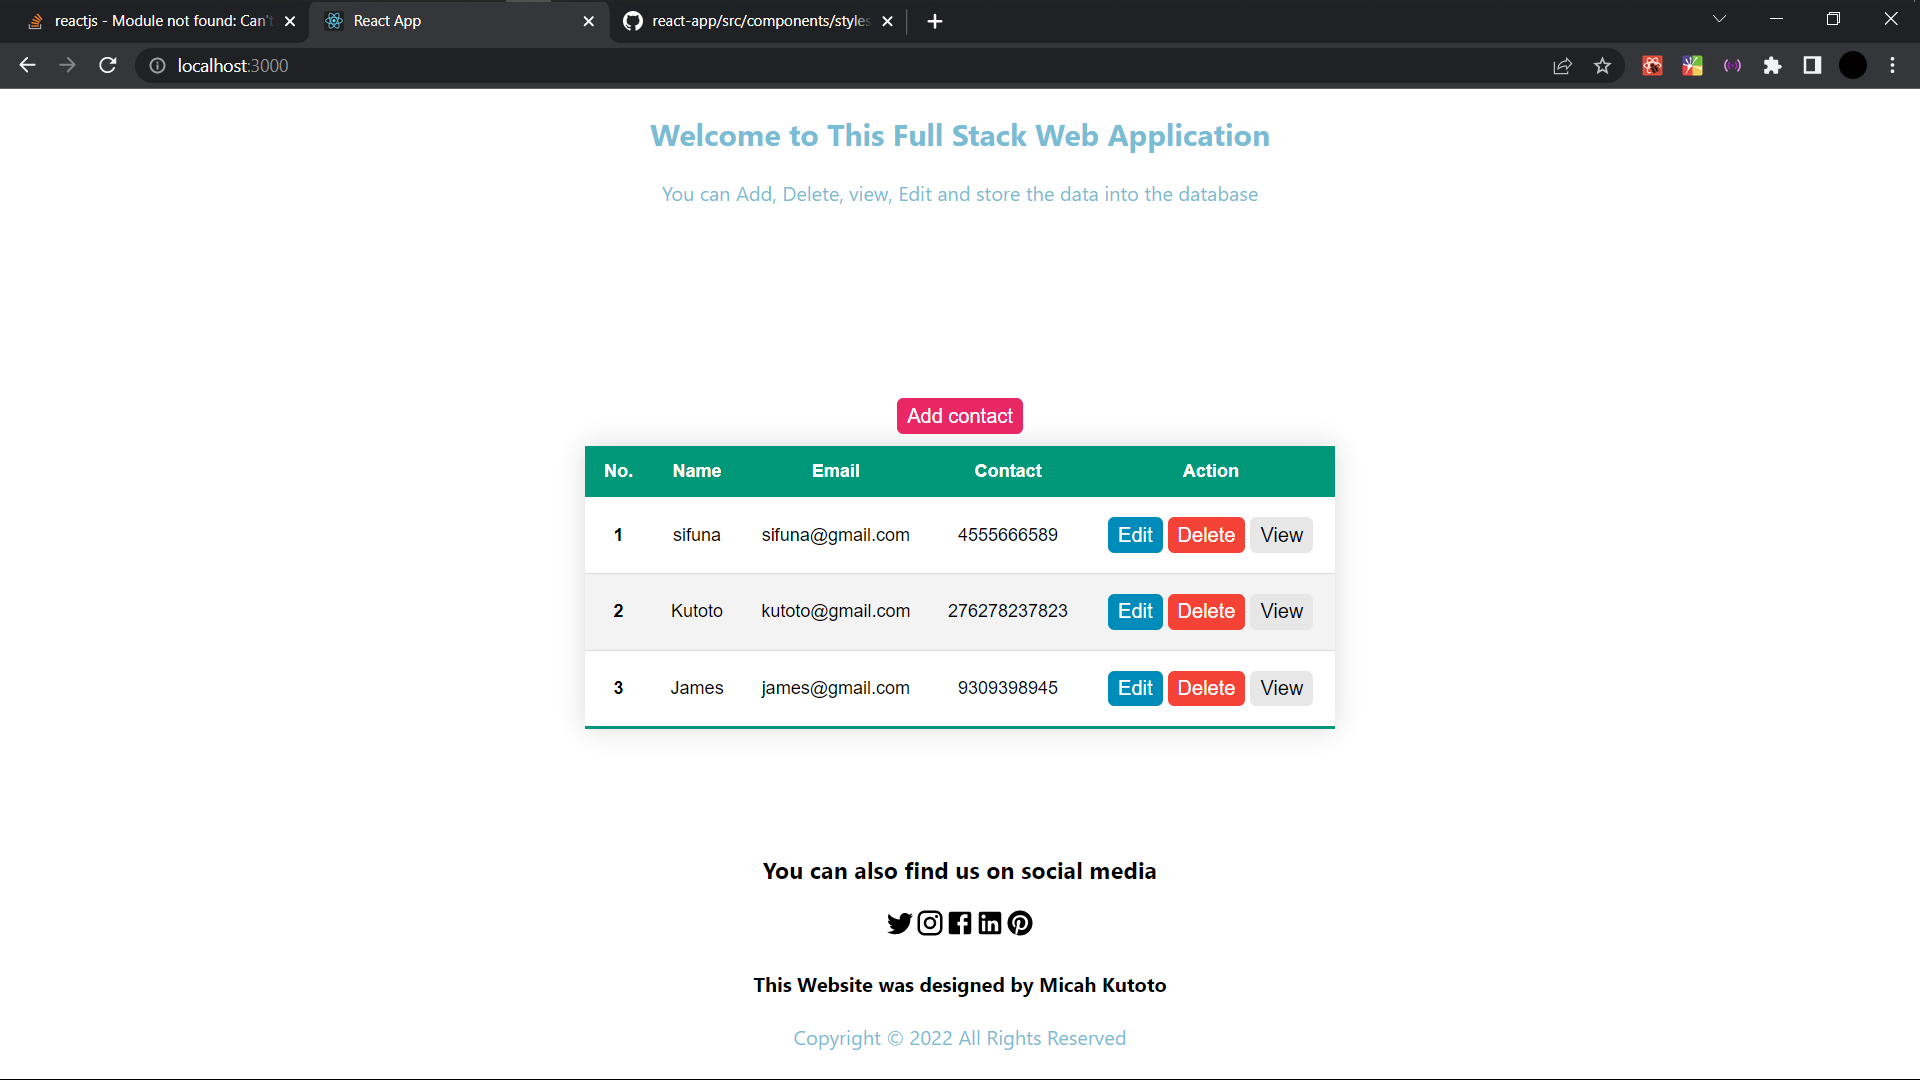 reactjs - Module not found: Can't
React App
react-app/src/components/styles
localhost:3000
Welcome to This Full Stack Web Application
You can Add, Delete, view, Edit and store the data into the database
Add contact
No. Name Email Contact Action
1 sifuna sifuna@gmail.com 4555666589 Edit Delete View
2 Kutoto kutoto@gmail.com 276278237823 Edit Delete View
3 James james@gmail.com 9309398945 Edit Delete View
You can also find us on social media
This Website was designed by Micah Kutoto
Copyright © 2022 All Rights Reserved